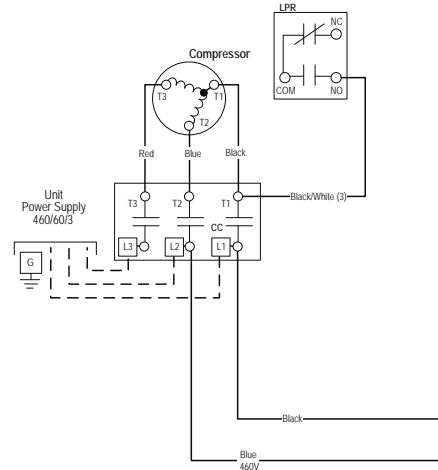 LPR
NC
COM
NO
Compressor
T3
T1
T2
Red
Blue
Black
Black/White (3)
Unit
Power Supply
460/60/3
T3
T2
T1
CC
G
L3
L2
L1
Black
Blue
460V